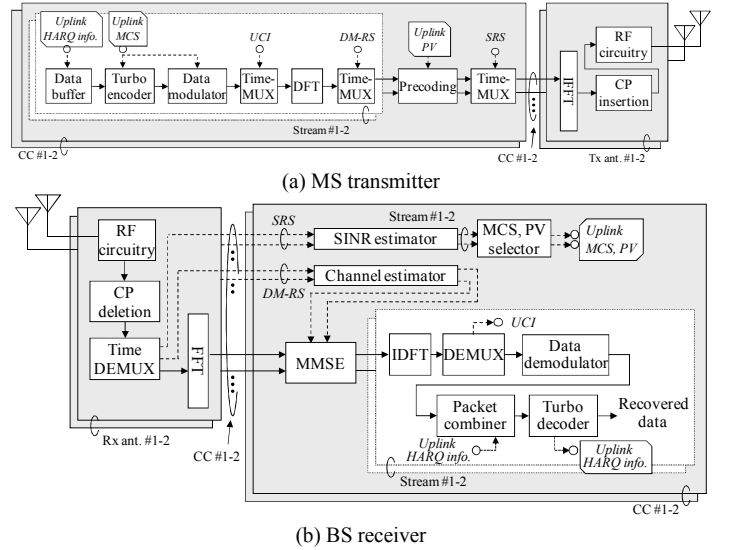 Uplink
HARQ info.
Uplink
MCS
UCI
DM-RS
Uplink
PV
SRS
Data
buffer
Turbo
encoder
Data
modulator
Time-
MUX
DFT
Time-
MUX
Precoding
Time-
MUX
IFFT
RF
circuitry
CP
insertion
Stream #1-2
CC #1-2
CC #1-2
Tx ant. #1-2
(a) MS transmitter
RF
circuitry
CP
deletion
Time
DEMUX
FFT
Rx ant. #1-2
CC #1-2
SRS
DM-RS
Stream #1-2
SINR estimator
MCS, PV
selector
Uplink
MCS, PV
Channel estimator
MMSE
IDFT
DEMUX
UCI
Data
demodulator
Packet
combiner
Turbo
decoder
Recovered
data
Uplink
HARQ info.
Uplink
HARQ info.
Stream #1-2
CC #1-2
(b) BS receiver